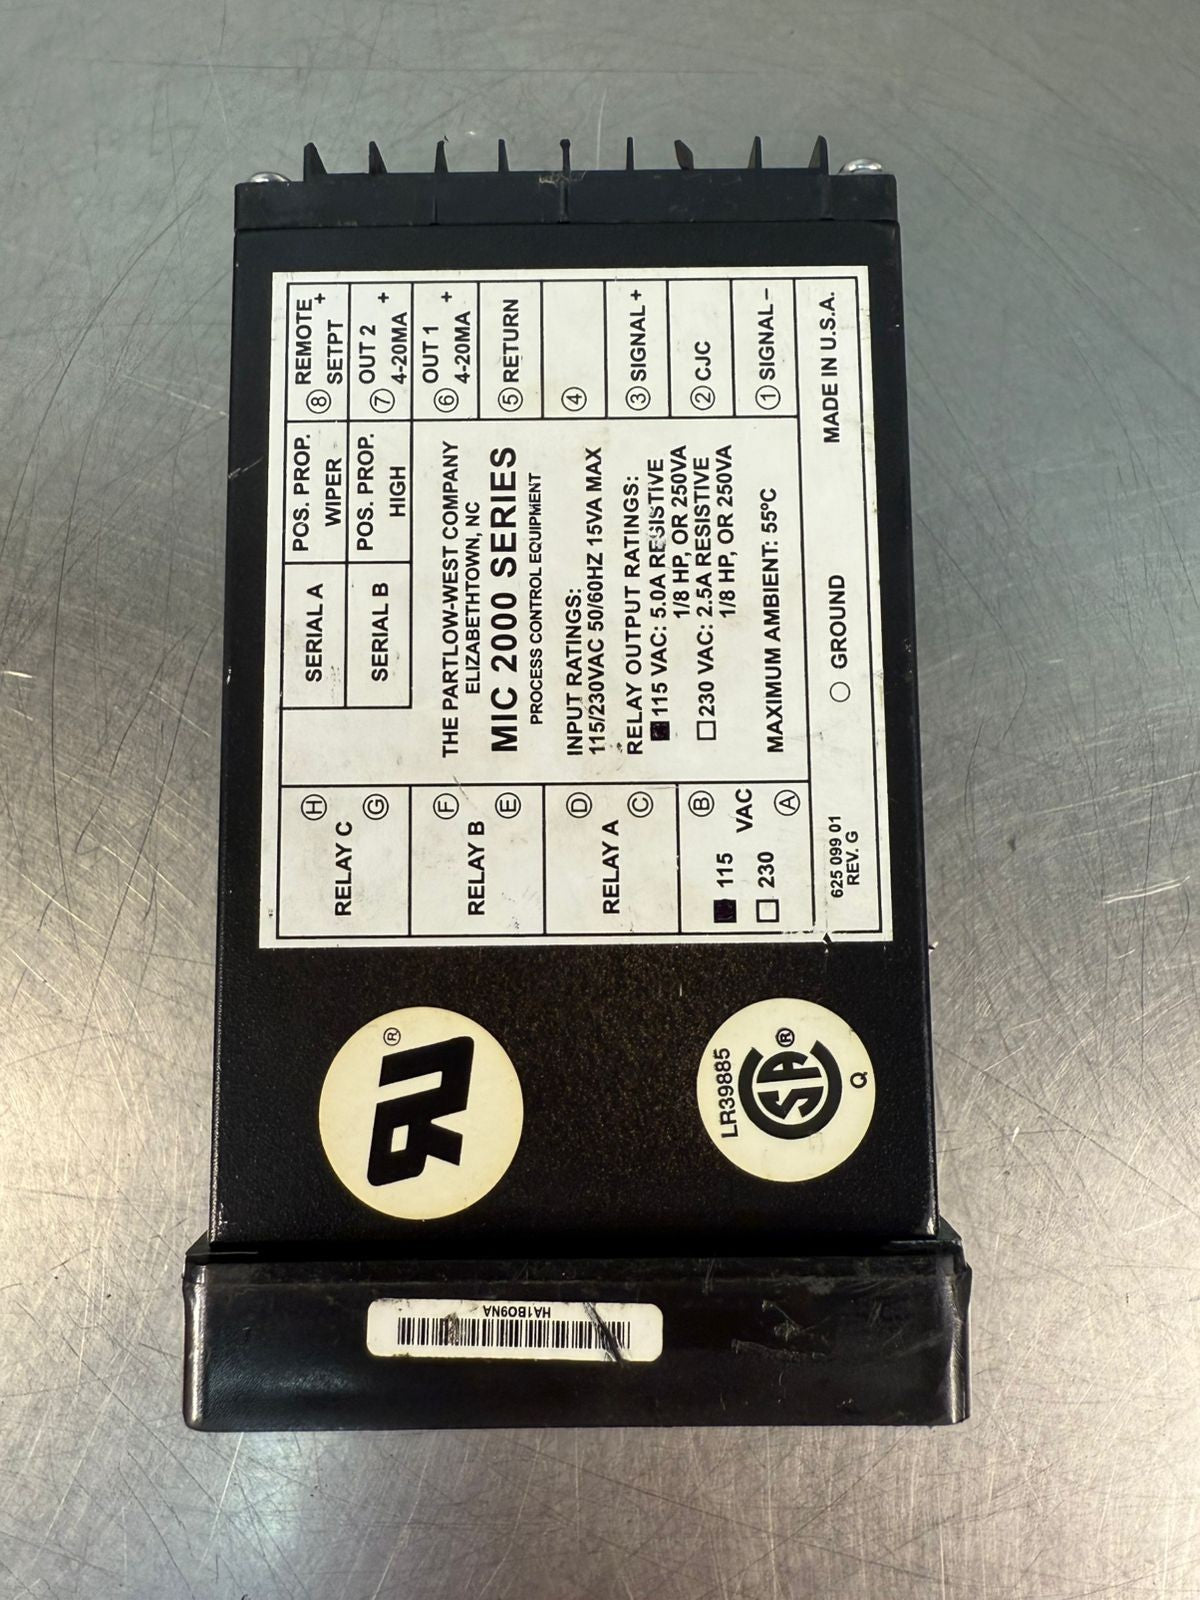 ⑧ REMOTE +
SETPT
⑦ OUT 2 +
4-20MA
⑥ OUT 1 +
4-20MA
⑤ RETURN
④
③ SIGNAL +
② CJC
① SIGNAL –
POS. PROP.
WIPER
POS. PROP.
HIGH
SERIAL A
SERIAL B
THE PARTLOW-WEST COMPANY
ELIZABETHTOWN, NC
MIC 2000 SERIES
PROCESS CONTROL EQUIPMENT
INPUT RATINGS:
115/230VAC 50/60HZ 15VA MAX
RELAY OUTPUT RATINGS:
■ 115 VAC: 5.0A RESISTIVE
1/8 HP, OR 250VA
□ 230 VAC: 2.5A RESISTIVE
1/8 HP, OR 250VA
MAXIMUM AMBIENT: 55°C
RELAY C Ⓗ Ⓖ
RELAY B Ⓕ Ⓔ
RELAY A Ⓓ Ⓒ
■ 115 Ⓑ
VAC
□ 230 Ⓐ
625 099 01
REV. G
○ GROUND
MADE IN U.S.A.
RU ®
LR39885
CSA ®
Q
HA1BO9NA